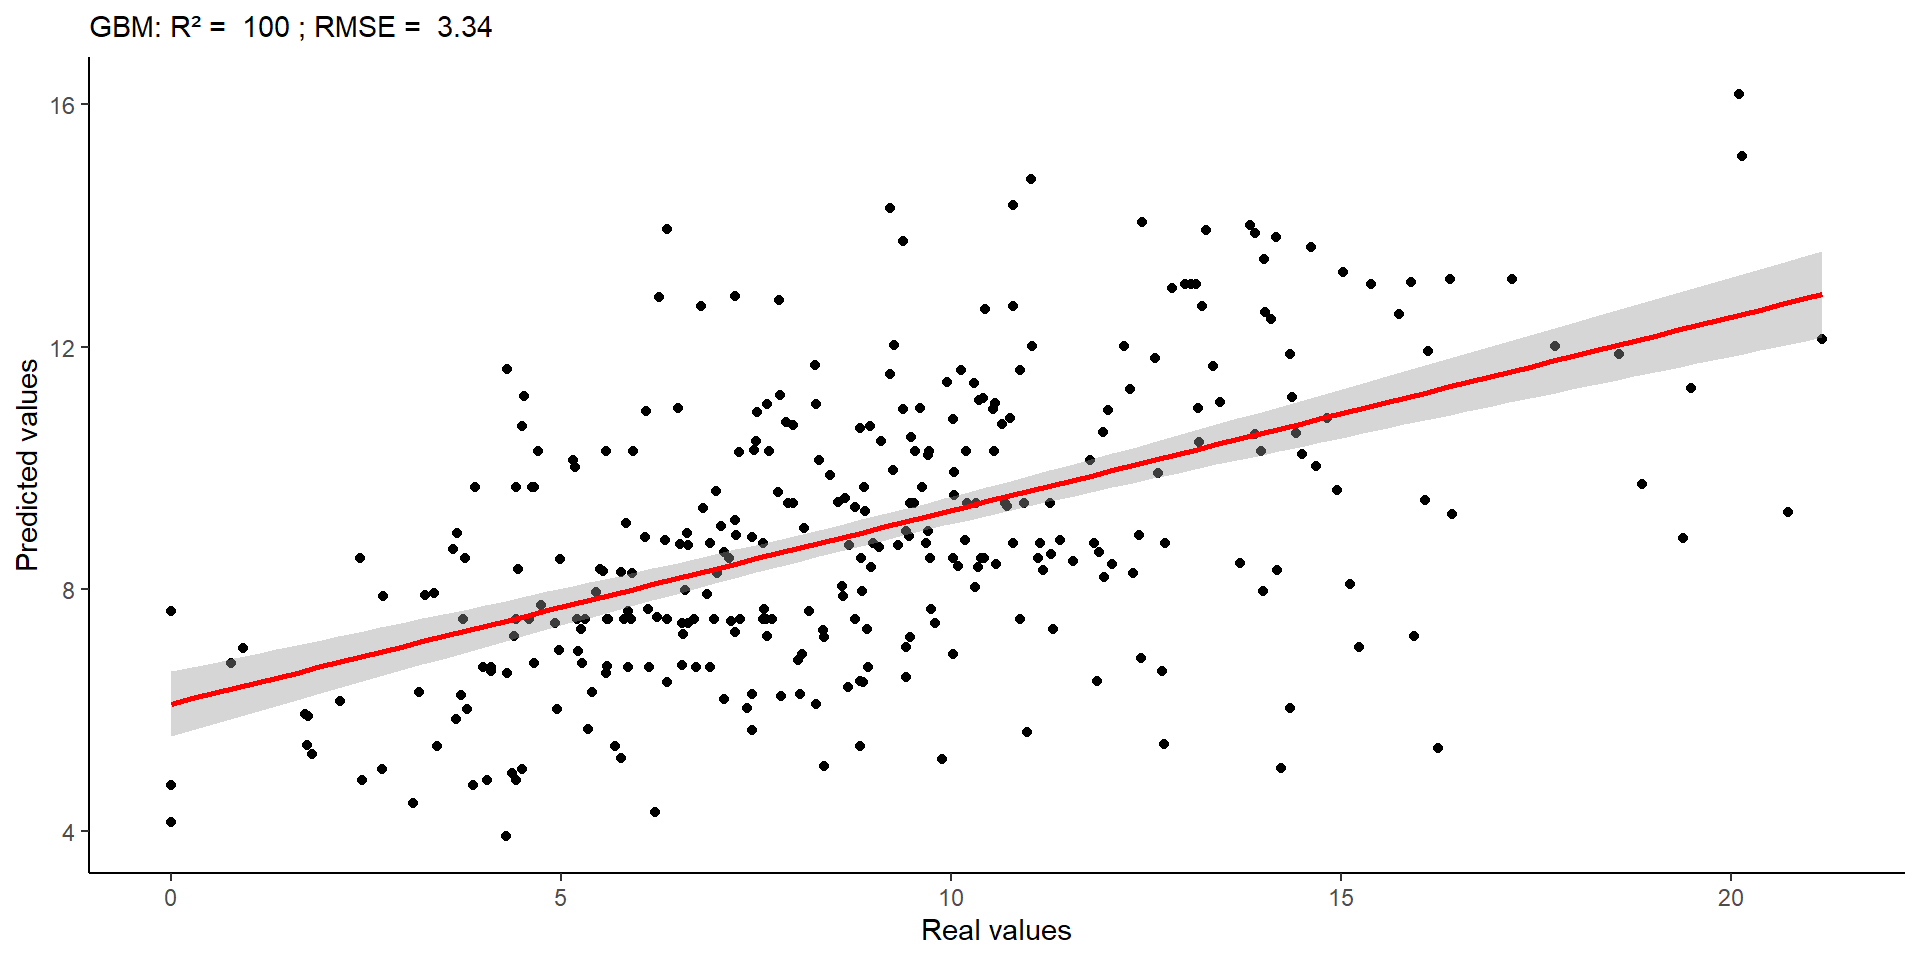 GBM: R² =  100 ; RMSE =  3.34
Predicted values
16
12
8
4
0 5 10 15 20
Real values